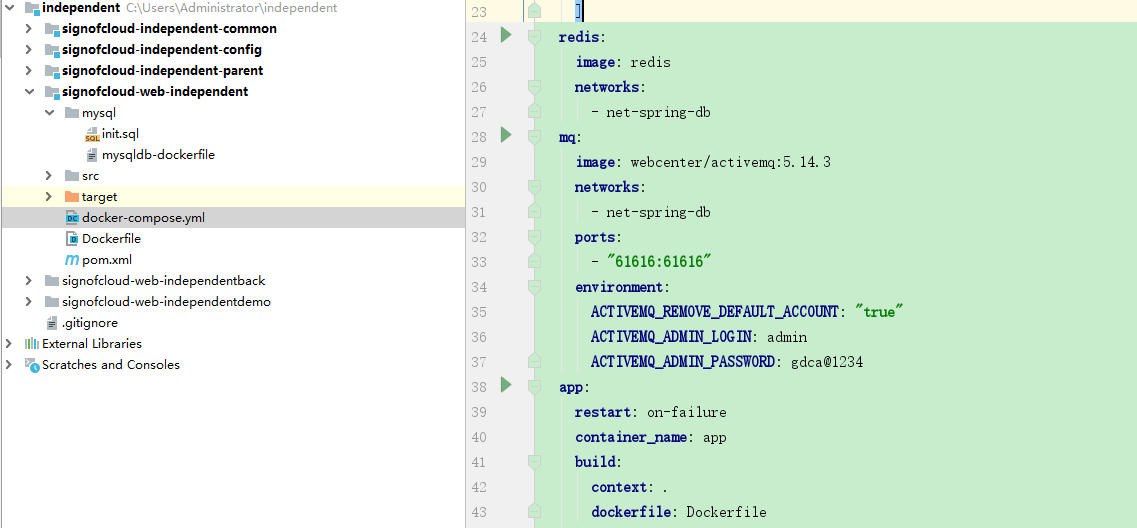 independent C:\Users\Administrator\independent
signofcloud-independent-common
signofcloud-independent-config
signofcloud-independent-parent
signofcloud-web-independent
mysql
init.sql
mysqldb-dockerfile
src
target
docker-compose.yml
Dockerfile
pom.xml
signofcloud-web-independentback
signofcloud-web-independentdemo
.gitignore
External Libraries
Scratches and Consoles
23 ]
24 redis:
25 image: redis
26 networks:
27 - net-spring-db
28 mq:
29 image: webcenter/activemq:5.14.3
30 networks:
31 - net-spring-db
32 ports:
33 - "61616:61616"
34 environment:
35 ACTIVEMQ_REMOVE_DEFAULT_ACCOUNT: "true"
36 ACTIVEMQ_ADMIN_LOGIN: admin
37 ACTIVEMQ_ADMIN_PASSWORD: gdca@1234
38 app:
39 restart: on-failure
40 container_name: app
41 build:
42 context: .
43 dockerfile: Dockerfile